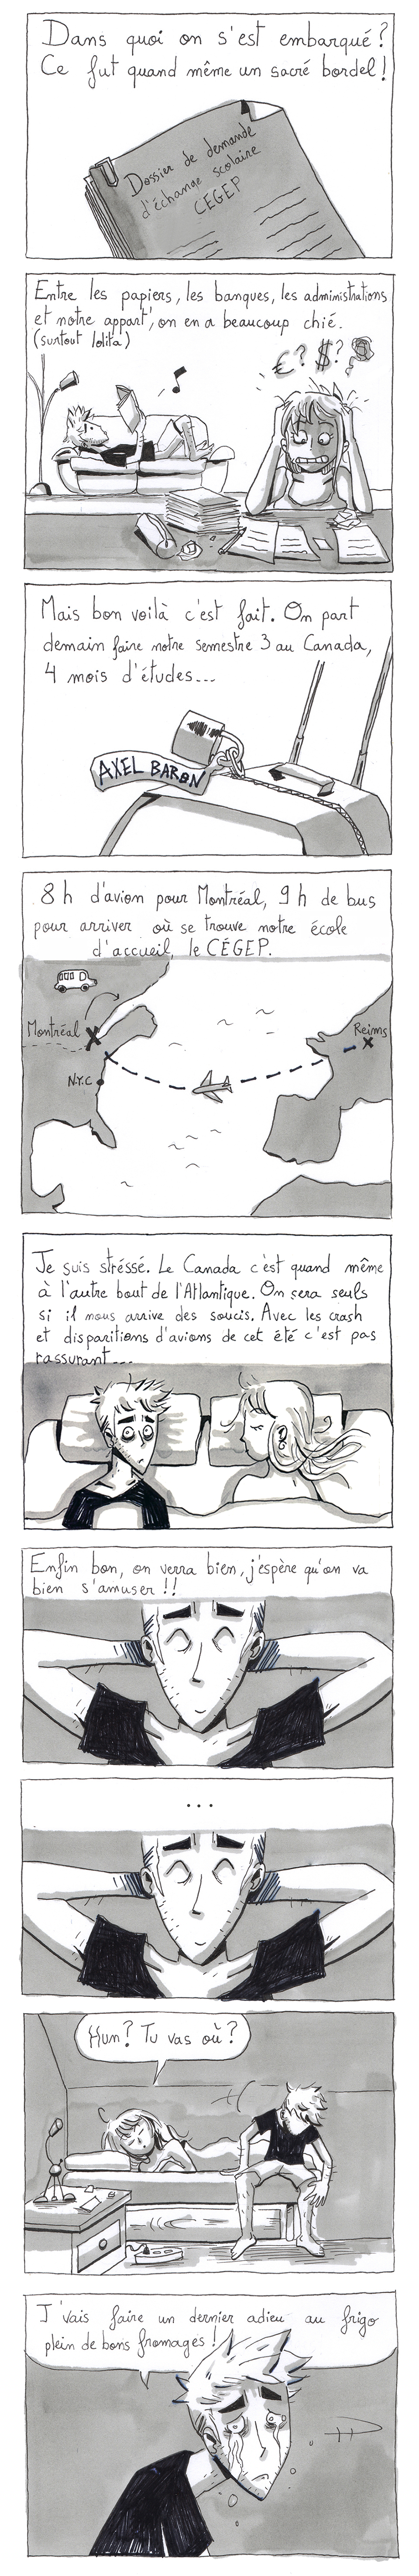 Dans quoi on s'est embarqué?
Ce fut quand même un sacré bordel!
Dossier de demande
d'échange scolaire
CEGEP
Entre les papiers, les banques, les administrations
et notre appart', on en a beaucoup chié.
(surtout lolita)
€? $?
Mais bon voilà c'est fait. On part
demain faire notre semestre 3 au Canada,
4 mois d'études...
AXEL BARON
8 h d'avion pour Montréal, 9 h de bus
pour arriver où se trouve notre école
d'accueil, le CÉGEP.
Montréal
Reims
N.Y.C
Je suis stréssé. Le Canada c'est quand même
à l'autre bout de l'Atlantique. On sera seuls
si il nous arrive des soucis. Avec les crash
et disparitions d'avions de cet été c'est pas
rassurant...
Enfin bon, on verra bien, j'espère qu'on va
bien s'amuser!!
...
Hun? Tu vas où?
J'vais faire un dernier adieu au frigo
plein de bons fromages!